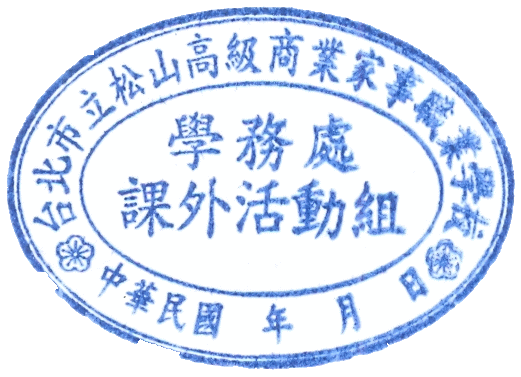 台北市立松山高級商業家事職業學校
學務處
課外活動組
中華民國 年 月 日